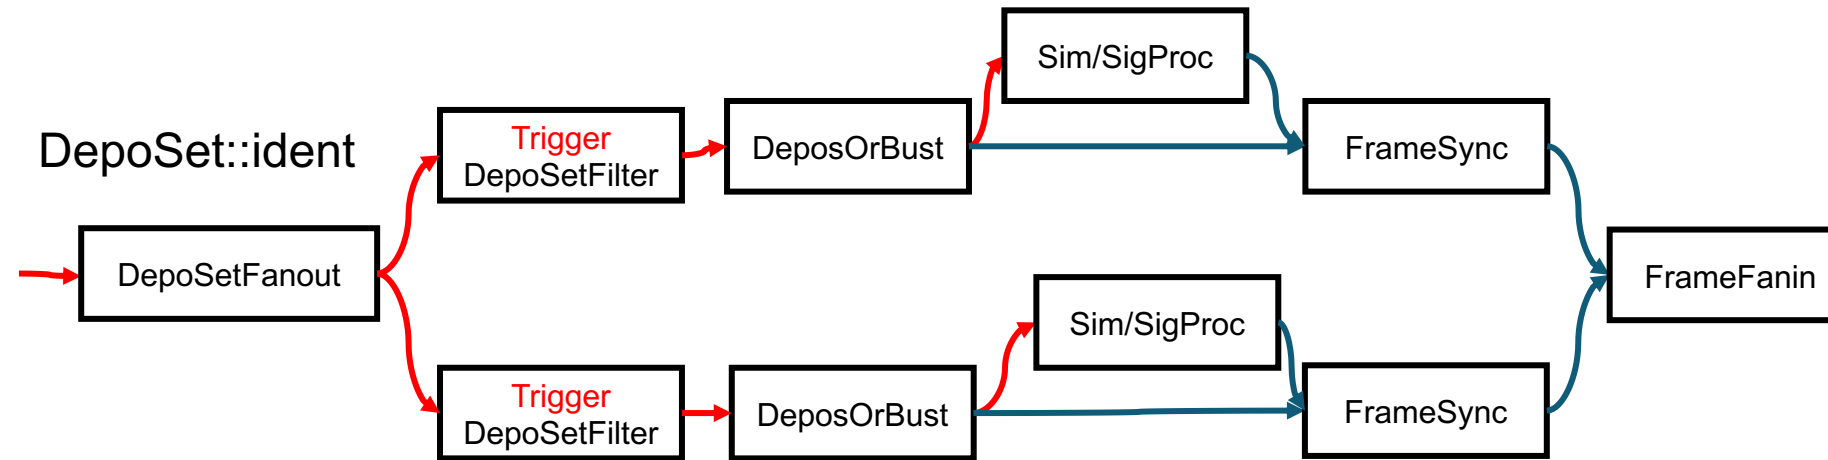 DepoSet::ident
DepoSetFanout
Trigger
DepoSetFilter
DeposOrBust
Sim/SigProc
FrameSync
Trigger
DepoSetFilter
DeposOrBust
Sim/SigProc
FrameSync
FrameFanin